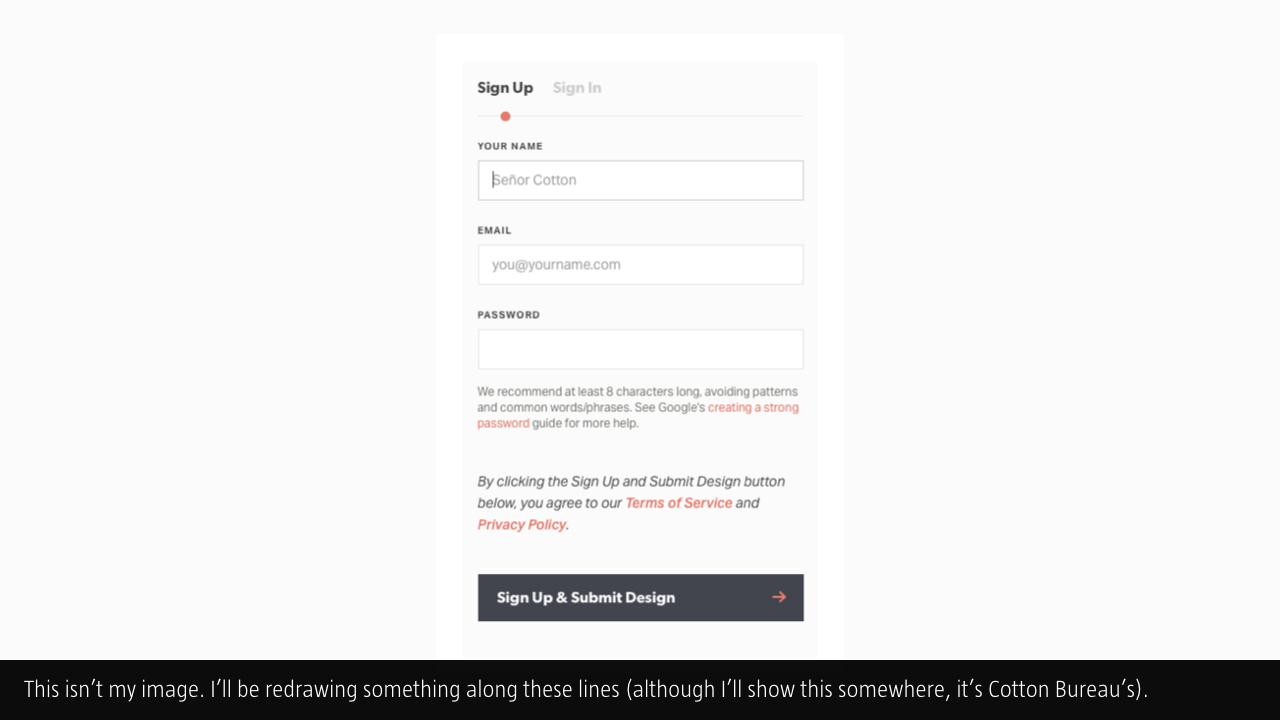 Sign Up Sign In
YOUR NAME
Señor Cotton
EMAIL
you@yourname.com
PASSWORD
We recommend at least 8 characters long, avoiding patterns
and common words/phrases. See Google's creating a strong
password guide for more help.
By clicking the Sign Up and Submit Design button
below, you agree to our Terms of Service and
Privacy Policy.
Sign Up & Submit Design
This isn’t my image. I’ll be redrawing something along these lines (although I’ll show this somewhere, it’s Cotton Bureau’s).